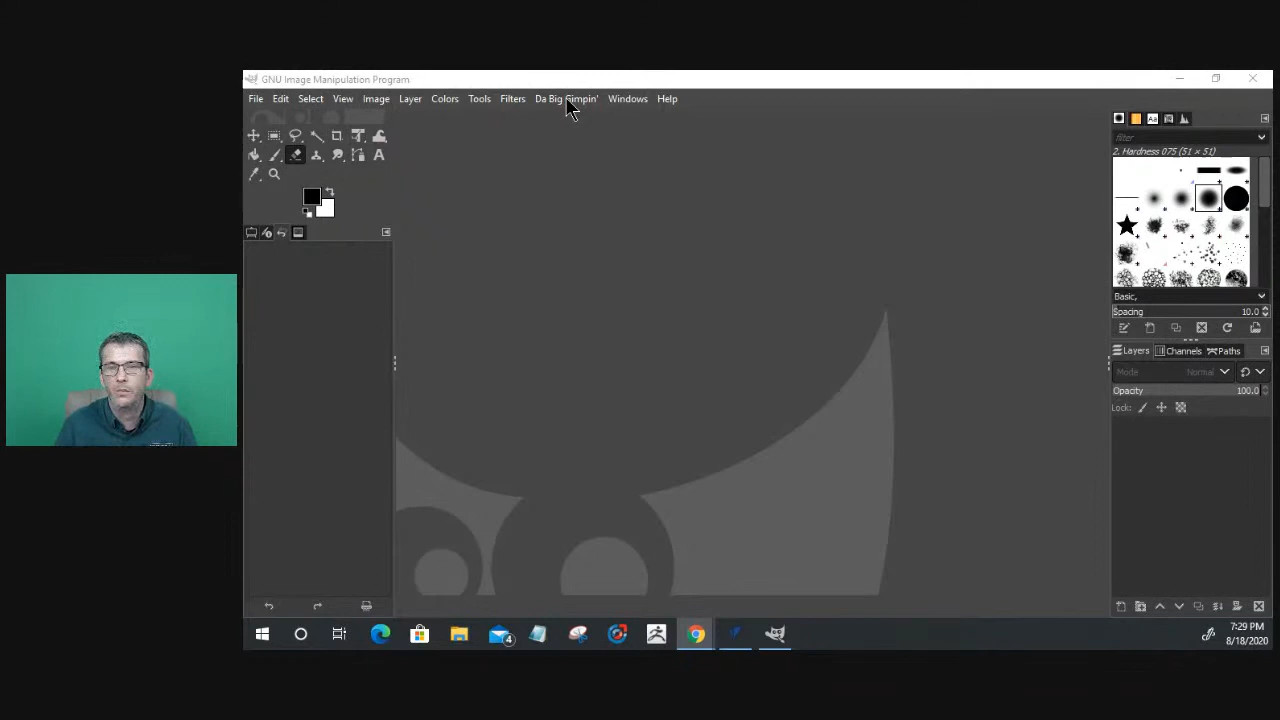 GNU Image Manipulation Program
File Edit Select View Image Layer Colors Tools Filters Da Big Gimpin' Windows Help
filter
2. Hardness 075 (51 × 51)
Basic,
Spacing 10.0
Layers Channels Paths
Mode Normal
Opacity 100.0
Lock:
4
7:29 PM
8/18/2020